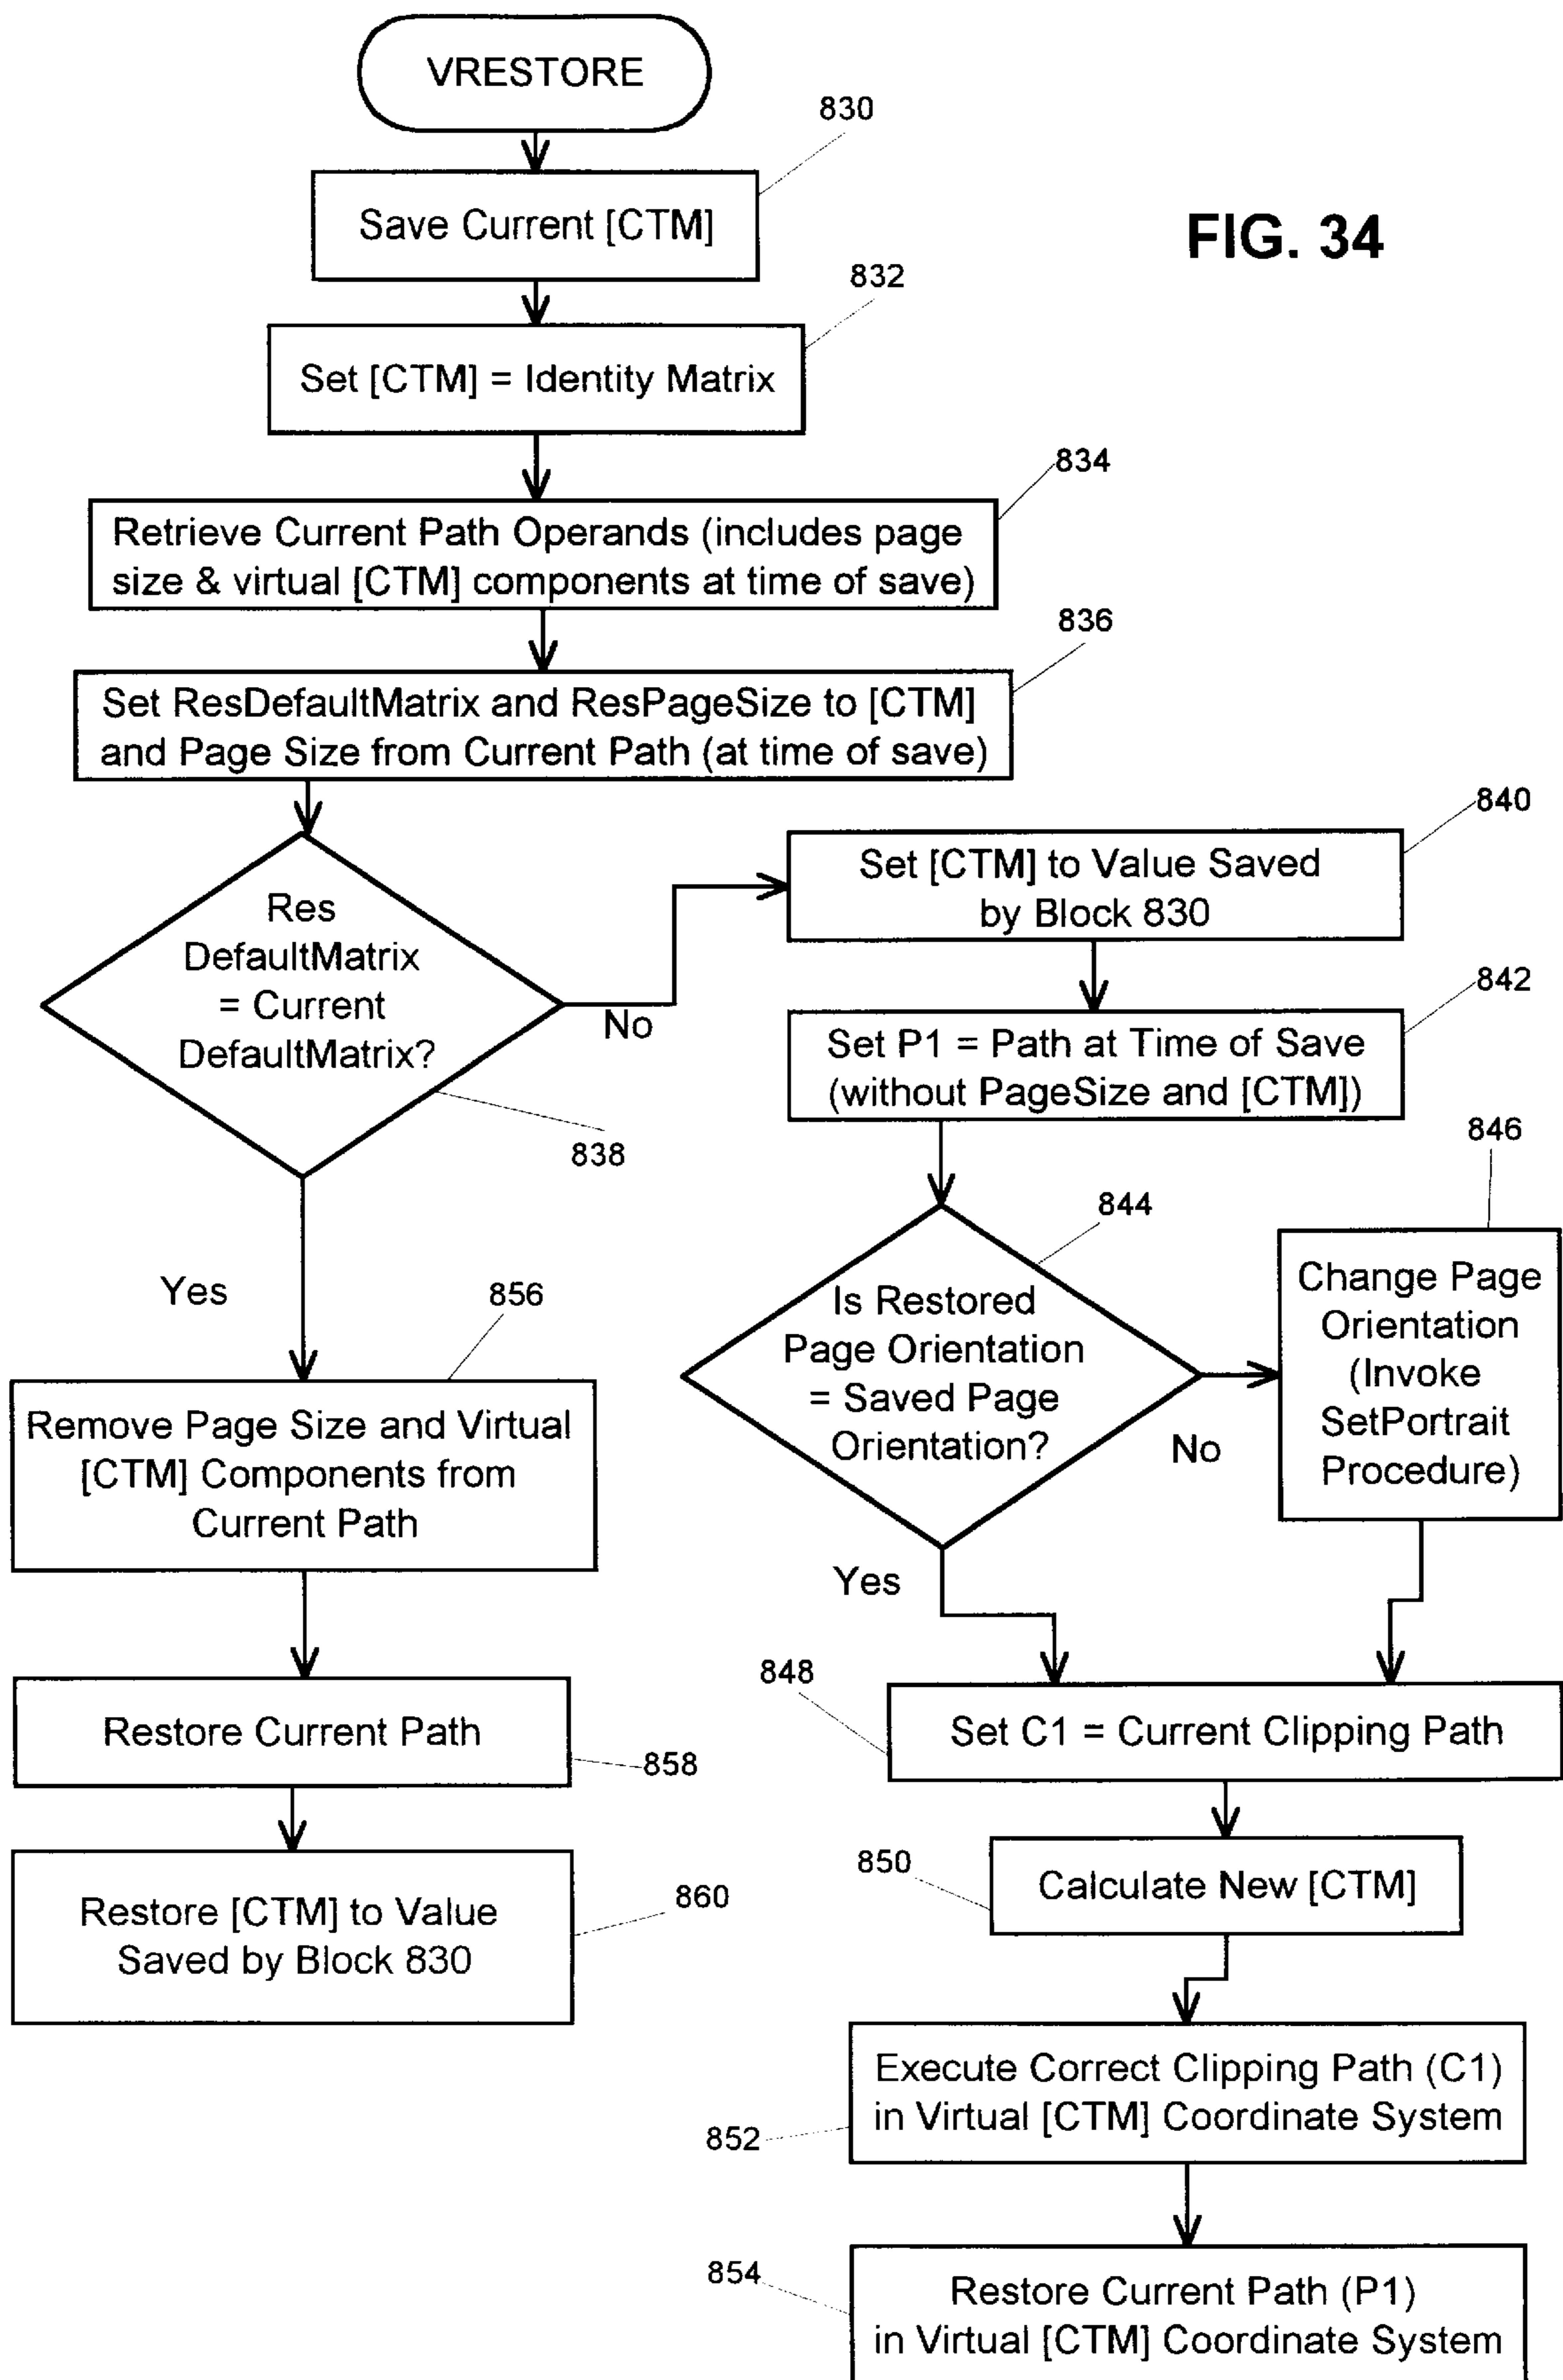 VRESTORE
830
Save Current [CTM]
FIG. 34
832
Set [CTM] = Identity Matrix
834
Retrieve Current Path Operands (includes page
size & virtual [CTM] components at time of save)
836
Set ResDefaultMatrix and ResPageSize to [CTM]
and Page Size from Current Path (at time of save)
Res
DefaultMatrix
= Current
DefaultMatrix?
No
838
Yes
840
Set [CTM] to Value Saved
by Block 830
842
Set P1 = Path at Time of Save
(without PageSize and [CTM])
844
Is Restored
Page Orientation
= Saved Page
Orientation?
No
Yes
846
Change Page
Orientation
(Invoke
SetPortrait
Procedure)
856
Remove Page Size and Virtual
[CTM] Components from
Current Path
Restore Current Path
858
Restore [CTM] to Value
Saved by Block 830
860
848
Set C1 = Current Clipping Path
850
Calculate New [CTM]
Execute Correct Clipping Path (C1)
in Virtual [CTM] Coordinate System
852
854
Restore Current Path (P1)
in Virtual [CTM] Coordinate System